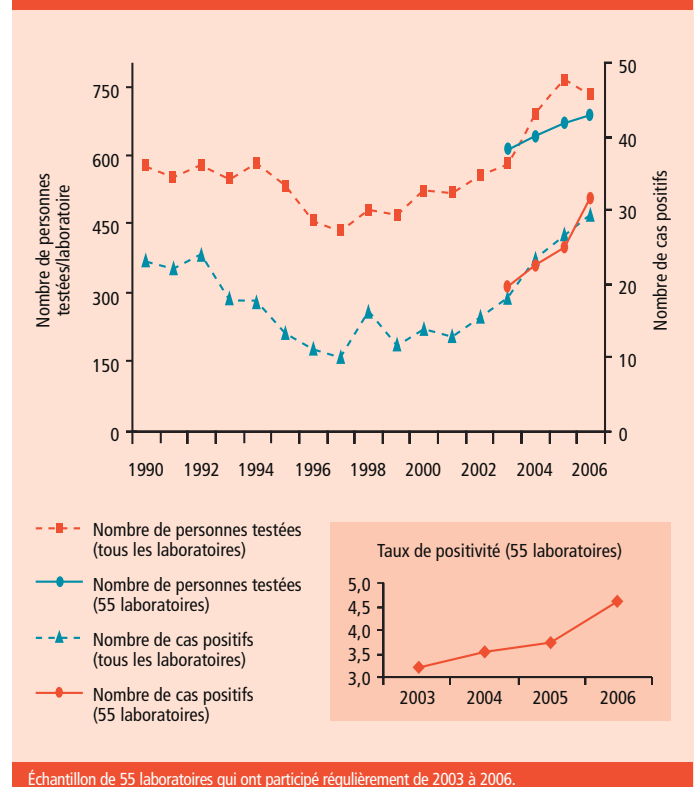 Nombre de personnes
testées/laboratoire
750
600
450
300
150
0
50
40
30
20
10
0
Nombre de cas positifs
1990 1992 1994 1996 1998 2000 2002 2004 2006
Nombre de personnes testées
(tous les laboratoires)
Nombre de personnes testées
(55 laboratoires)
Nombre de cas positifs
(tous les laboratoires)
Nombre de cas positifs
(55 laboratoires)
Taux de positivité (55 laboratoires)
5,0
4,5
4,0
3,5
3,0
2003 2004 2005 2006
Échantillon de 55 laboratoires qui ont participé régulièrement de 2003 à 2006.